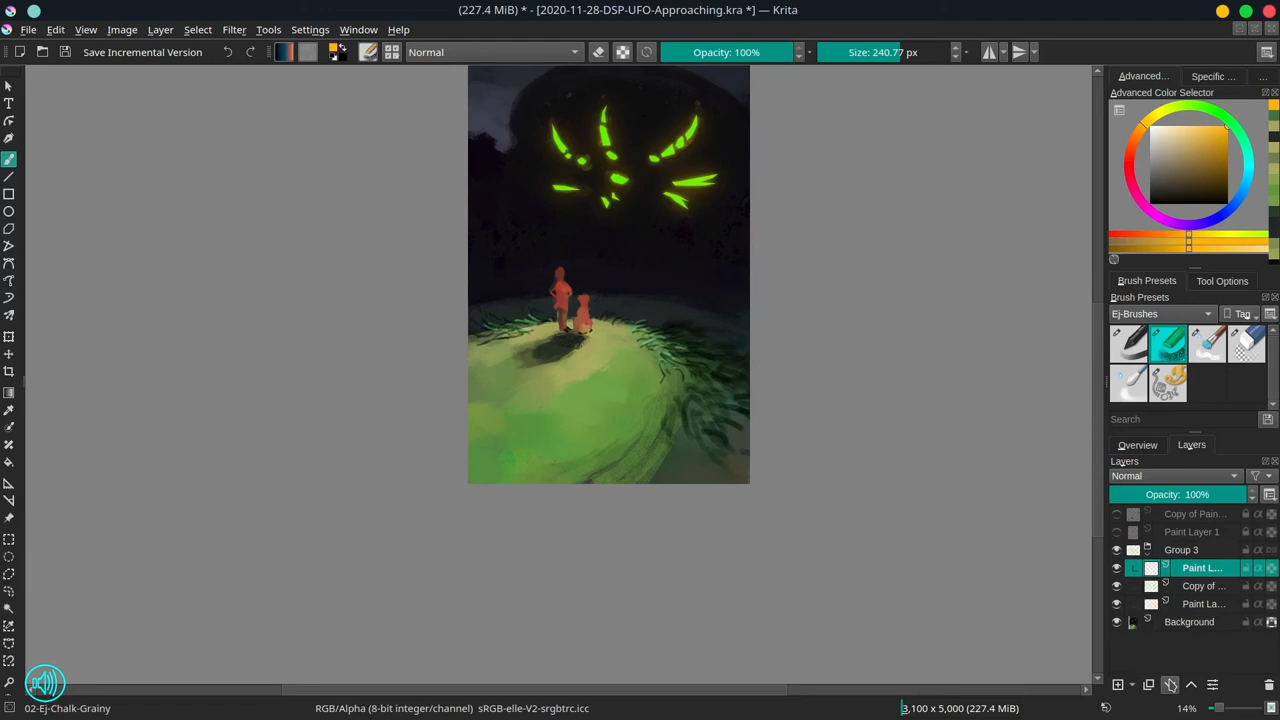 (227.4 MiB) * - [2020-11-28-DSP-UFO-Approaching.kra *] — Krita
File Edit View Image Layer Select Filter Tools Settings Window Help
Save Incremental Version Normal Opacity: 100% Size: 240.77 px
Advanced... Specific ... ...
Advanced Color Selector
Brush Presets Tool Options
Brush Presets
Ej-Brushes Tag
Search
Overview Layers
Layers
Normal
Opacity: 100%
Copy of Pain...
Paint Layer 1
Group 3
Paint L...
Copy of ...
Paint La...
Background
02-Ej-Chalk-Grainy RGB/Alpha (8-bit integer/channel) sRGB-elle-V2-srgbtrc.icc 3,100 x 5,000 (227.4 MiB) 14%